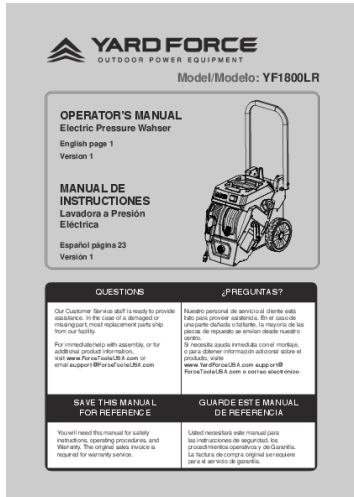 YARD FORCE
OUTDOOR POWER EQUIPMENT
Model/Modelo: YF1800LR
OPERATOR'S MANUAL
Electric Pressure Wahser
English page 1
Version 1
MANUAL DE
INSTRUCTIONES
Lavadora a Presión
Eléctrica
Español página 23
Versión 1
QUESTIONS
Our Customer Service staff is ready to provide
assistance. In the case of a damaged or
missing part, most replacement parts ship
from our facility.
For immediate help with assembly, or for
additional product information,
visit www.ForceToolsUSA.com or
email support@ForceToolsUSA.com
¿PREGUNTAS?
Nuestro personal de servicio al cliente está
listo para proveer asistencia. En el caso de
una parte dañada o faltante, la mayoría de las
piezas de repuesto se envían desde nuestro
centro.
Si necesita ayuda inmediata con el montaje,
o para obtener información adicional sobre el
producto, visite
www.YardForceUSA.com support@
ForceToolsUSA.com o correo electrónico
SAVE THIS MANUAL
FOR REFERENCE
You will need this manual for safety
instructions, operating procedures, and
Warranty. The original sales invoice is
required for warranty service.
GUARDE ESTE MANUAL
DE REFERENCIA
Usted necesitará este manual para
las instrucciones de seguridad, los
procedimientos operativos y de Garantía.
La factura de compra original se requiere
para el servicio de garantía.